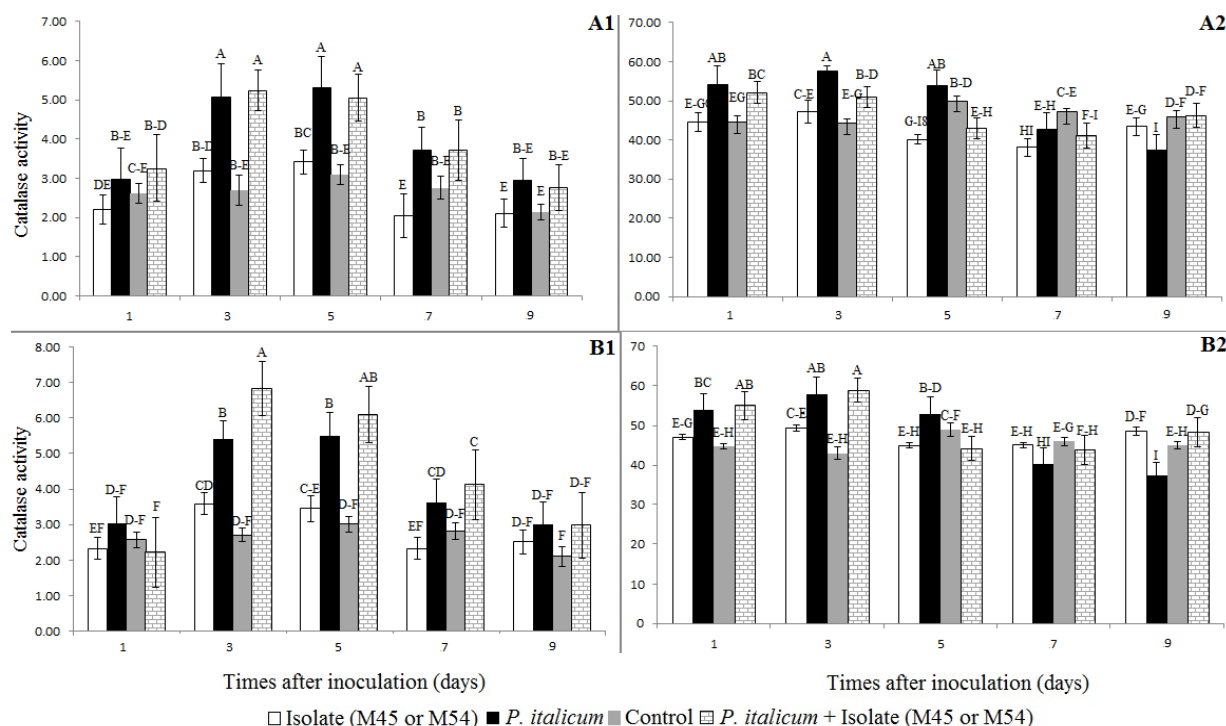 A1
Catalase activity
7.00
6.00
5.00
4.00
3.00
2.00
1.00
0.00
DE B-E C-E B-D
B-D A B-E A
BC A B-E A
E B B-E B
E B-E E B-E
1 3 5 7 9
A2
70.00
60.00
50.00
40.00
30.00
20.00
10.00
0.00
E-GG AB EG BC
C-E A E-G B-D
G-I8 AB B-D E-H
HI E-H C-E F-I
E-G I D-F D-F
1 3 5 7 9
B1
Catalase activity
8.00
7.00
6.00
5.00
4.00
3.00
2.00
1.00
0.00
EF D-F D-F F
CD B D-F A
C-E B D-F AB
EF CD D-F C
D-F D-F F D-F
1 3 5 7 9
B2
70
60
50
40
30
20
10
0
E-G BC E-H AB
C-E A E-H A
E-H B-D C-F E-H
E-H HI E-G F-H
D-F I E-H D-G
1 3 5 7 9
Times after inoculation (days) Times after inoculation (days)
Isolate (M45 or M54) P. italicum Control P. italicum + Isolate (M45 or M54)